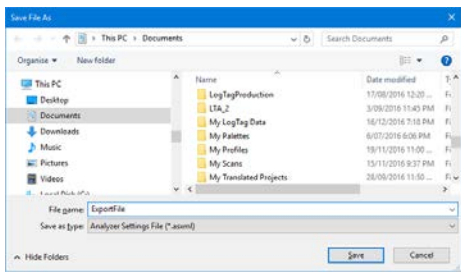 Save File As
This PC › Documents
Search Documents
Organise
New folder
This PC
Desktop
Documents
Downloads
Music
Pictures
Videos
Name
Date modified
LogTagProduction
17/08/2016 12:20 ...
LTA_2
3/09/2016 11:45 PM
My LogTag Data
16/12/2016 7:18 PM
My Palettes
6/07/2016 6:06 PM
My Profiles
19/11/2016 11:00 ...
My Scans
15/11/2016 9:37 PM
My Translated Projects
28/09/2016 11:50 ...
File name: ExportFile
Save as type: Analyzer Settings File (*.asxml)
Hide Folders
Save
Cancel